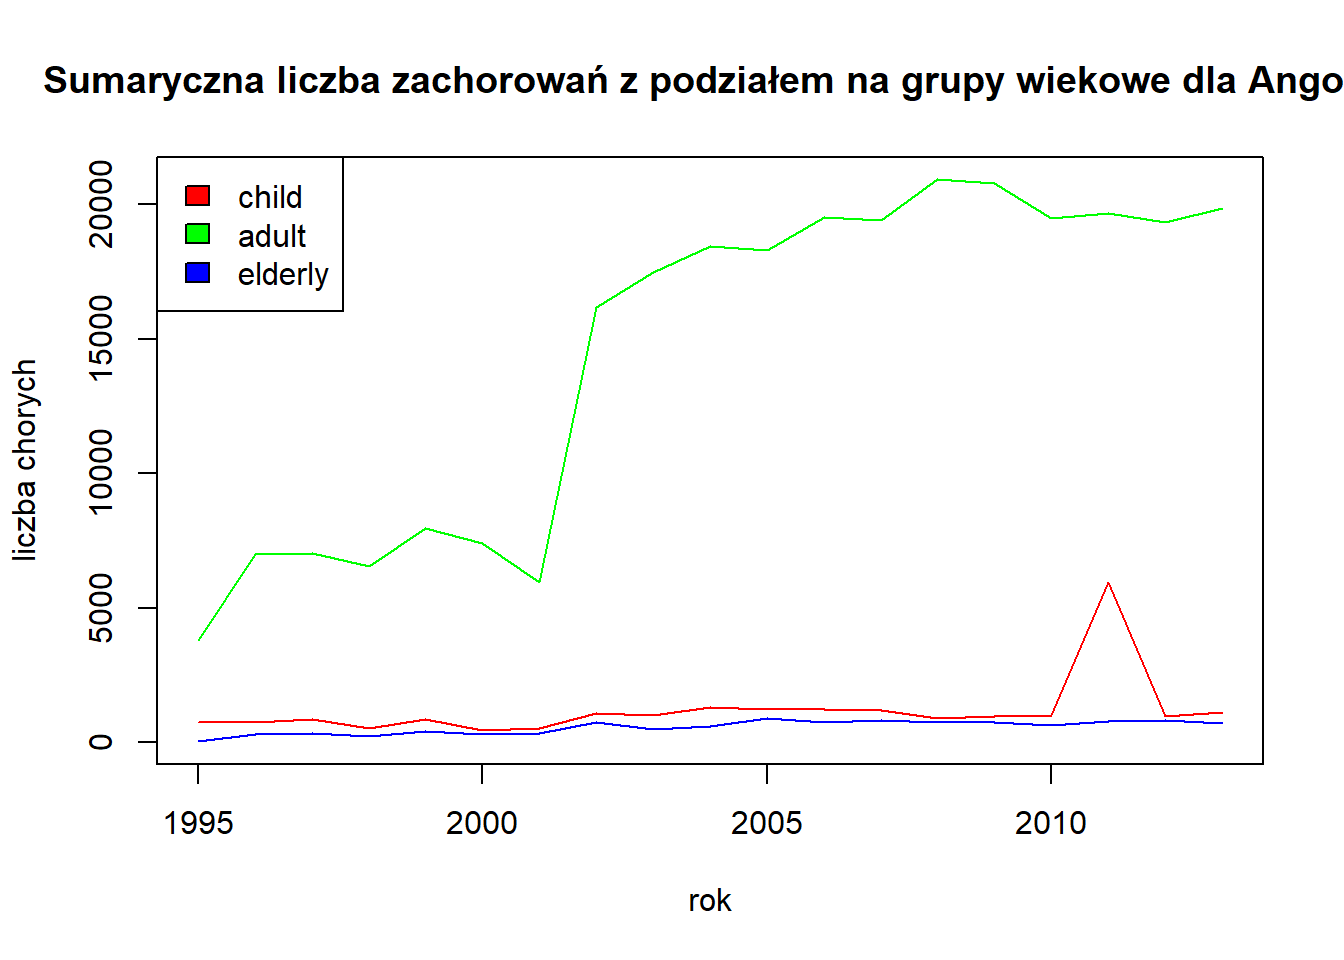 Sumaryczna liczba zachorowań z podziałem na grupy wiekowe dla Ango
child
adult
elderly
liczba chorych
20000
15000
10000
5000
0
1995 2000 2005 2010
rok